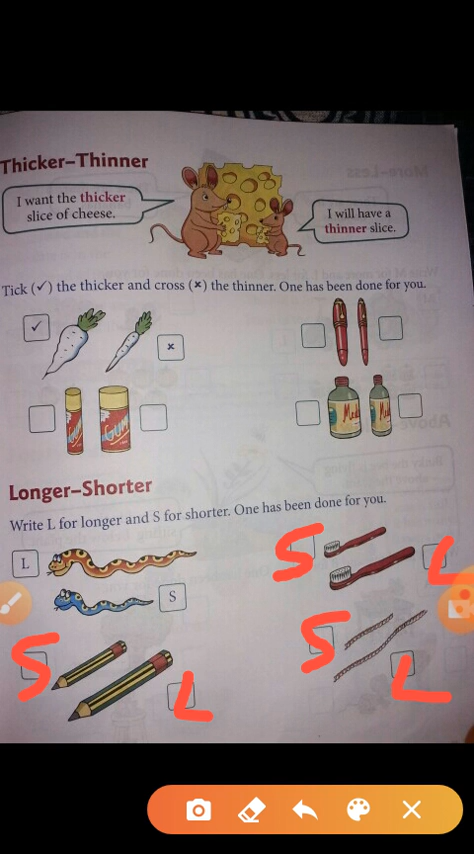 Thicker–Thinner
I want the thicker
slice of cheese.
I will have a
thinner slice.
Tick (✓) the thicker and cross (×) the thinner. One has been done for you.
✓
×
GUM
Longer–Shorter
Write L for longer and S for shorter. One has been done for you.
L
S
S
L
S
L
S
L